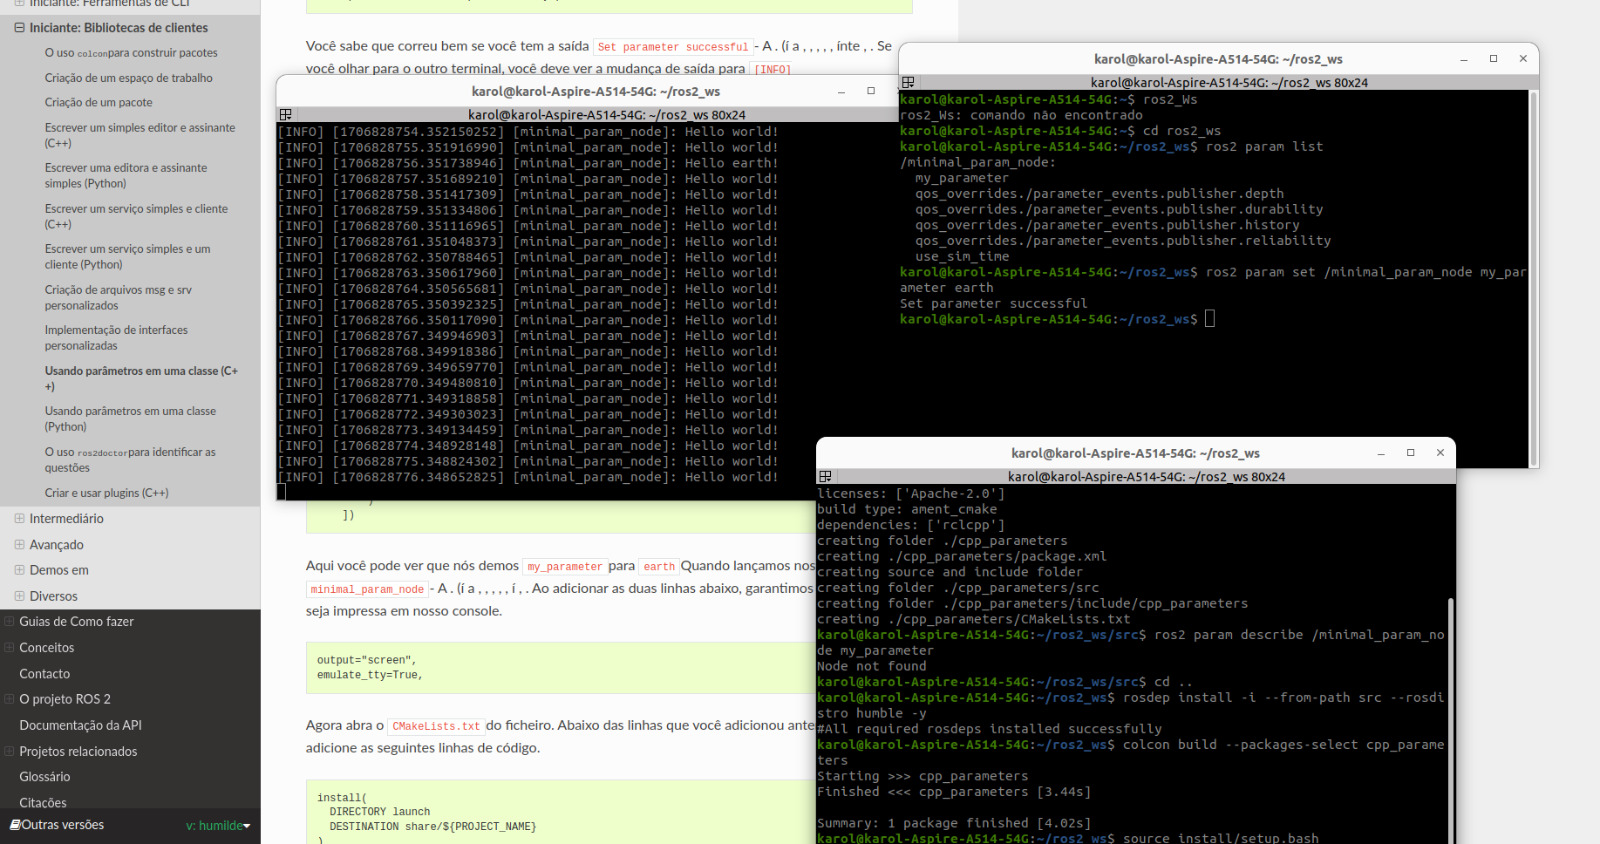 Iniciante: Ferramentas de CLI
Iniciante: Bibliotecas de clientes
O uso colcon para construir pacotes
Criação de um espaço de trabalho
Criação de um pacote
Escrever um simples editor e assinante
(C++)
Escrever uma editora e assinante
simples (Python)
Escrever um serviço simples e cliente
(C++)
Escrever um serviço simples e um
cliente (Python)
Criação de arquivos msg e srv
personalizados
Implementação de interfaces
personalizadas
Usando parâmetros em uma classe (C+
+)
Usando parâmetros em uma classe
(Python)
O uso ros2doctor para identificar as
questões
Criar e usar plugins (C++)
Intermediário
Avançado
Demos em
Diversos
Guias de Como fazer
Conceitos
Contacto
O projeto ROS 2
Documentação da API
Projetos relacionados
Glossário
Citações
Outras versões
v: humilde
Você sabe que correu bem se você tem a saída Set parameter successful - A . (í a , , , , , ínte , . Se
você olhar para o outro terminal, você deve ver a mudança de saída para [INFO]
karol@karol-Aspire-A514-54G: ~/ros2_ws
karol@karol-Aspire-A514-54G: ~/ros2_ws 80x24
[INFO] [1706828754.352150252] [minimal_param_node]: Hello world!
[INFO] [1706828755.351916990] [minimal_param_node]: Hello world!
[INFO] [1706828756.351738946] [minimal_param_node]: Hello earth!
[INFO] [1706828757.351689210] [minimal_param_node]: Hello world!
[INFO] [1706828758.351417309] [minimal_param_node]: Hello world!
[INFO] [1706828759.351334806] [minimal_param_node]: Hello world!
[INFO] [1706828760.351116965] [minimal_param_node]: Hello world!
[INFO] [1706828761.351048373] [minimal_param_node]: Hello world!
[INFO] [1706828762.350788465] [minimal_param_node]: Hello world!
[INFO] [1706828763.350617960] [minimal_param_node]: Hello world!
[INFO] [1706828764.350565681] [minimal_param_node]: Hello world!
[INFO] [1706828765.350392325] [minimal_param_node]: Hello world!
[INFO] [1706828766.350117090] [minimal_param_node]: Hello world!
[INFO] [1706828767.349946903] [minimal_param_node]: Hello world!
[INFO] [1706828768.349918386] [minimal_param_node]: Hello world!
[INFO] [1706828769.349659770] [minimal_param_node]: Hello world!
[INFO] [1706828770.349480810] [minimal_param_node]: Hello world!
[INFO] [1706828771.349318858] [minimal_param_node]: Hello world!
[INFO] [1706828772.349303023] [minimal_param_node]: Hello world!
[INFO] [1706828773.349134459] [minimal_param_node]: Hello world!
[INFO] [1706828774.348928148] [minimal_param_node]: Hello world!
[INFO] [1706828775.348824302] [minimal_param_node]: Hello world!
[INFO] [1706828776.348652825] [minimal_param_node]: Hello world!
karol@karol-Aspire-A514-54G: ~/ros2_ws
karol@karol-Aspire-A514-54G: ~/ros2_ws 80x24
karol@karol-Aspire-A514-54G:~$ ros2_Ws
ros2_Ws: comando não encontrado
karol@karol-Aspire-A514-54G:~$ cd ros2_ws
karol@karol-Aspire-A514-54G:~/ros2_ws$ ros2 param list
/minimal_param_node:
my_parameter
qos_overrides./parameter_events.publisher.depth
qos_overrides./parameter_events.publisher.durability
qos_overrides./parameter_events.publisher.history
qos_overrides./parameter_events.publisher.reliability
use_sim_time
karol@karol-Aspire-A514-54G:~/ros2_ws$ ros2 param set /minimal_param_node my_par
ameter earth
Set parameter successful
karol@karol-Aspire-A514-54G:~/ros2_ws$
])
Aqui você pode ver que nós demos my_parameter para earth Quando lançamos nos
minimal_param_node - A . (í a , , , , , í , . Ao adicionar as duas linhas abaixo, garantimos
seja impressa em nosso console.
output="screen",
emulate_tty=True,
Agora abra o CMakeLists.txt do ficheiro. Abaixo das linhas que você adicionou ante
adicione as seguintes linhas de código.
install(
DIRECTORY launch
DESTINATION share/${PROJECT_NAME}
)
karol@karol-Aspire-A514-54G: ~/ros2_ws
karol@karol-Aspire-A514-54G: ~/ros2_ws 80x24
licenses: ['Apache-2.0']
build type: ament_cmake
dependencies: ['rclcpp']
creating folder ./cpp_parameters
creating ./cpp_parameters/package.xml
creating source and include folder
creating folder ./cpp_parameters/src
creating folder ./cpp_parameters/include/cpp_parameters
creating ./cpp_parameters/CMakeLists.txt
karol@karol-Aspire-A514-54G:~/ros2_ws/src$ ros2 param describe /minimal_param_no
de my_parameter
Node not found
karol@karol-Aspire-A514-54G:~/ros2_ws/src$ cd ..
karol@karol-Aspire-A514-54G:~/ros2_ws$ rosdep install -i --from-path src --rosdi
stro humble -y
#All required rosdeps installed successfully
karol@karol-Aspire-A514-54G:~/ros2_ws$ colcon build --packages-select cpp_parame
ters
Starting >>> cpp_parameters
Finished <<< cpp_parameters [3.44s]
Summary: 1 package finished [4.02s]
karol@karol-Aspire-A514-54G:~/ros2_ws$ source install/setup.bash